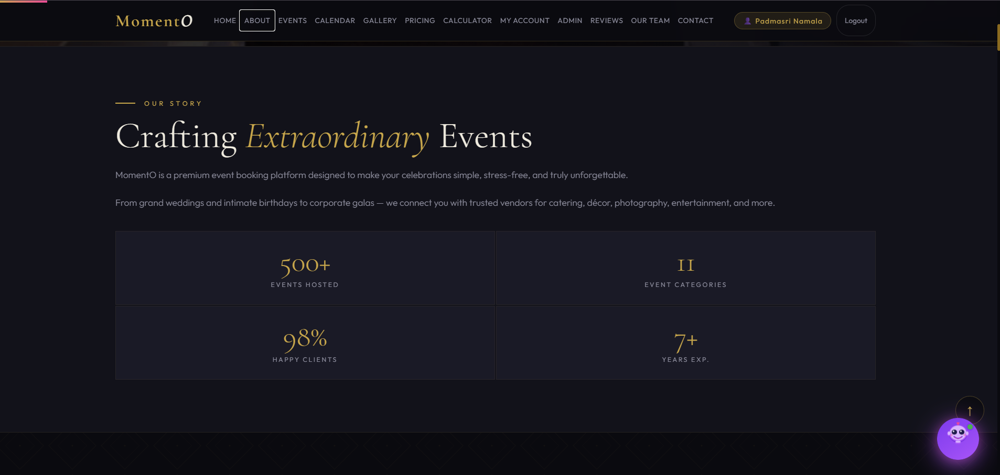 MomentO HOME ABOUT EVENTS CALENDAR GALLERY PRICING CALCULATOR MY ACCOUNT ADMIN REVIEWS OUR TEAM CONTACT Padmasri Namala Logout
OUR STORY
Crafting Extraordinary Events
MomentO is a premium event booking platform designed to make your celebrations simple, stress-free, and truly unforgettable.
From grand weddings and intimate birthdays to corporate galas — we connect you with trusted vendors for catering, décor, photography, entertainment, and more.
500+ 11
EVENTS HOSTED EVENT CATEGORIES
98% 7+
HAPPY CLIENTS YEARS EXP.
↑